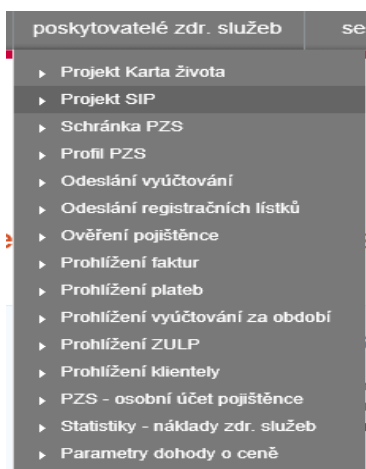 poskytovatelé zdr. služeb se
Projekt Karta života
Projekt SIP
Schránka PZS
Profil PZS
Odeslání vyúčtování
Odeslání registračních lístků
Ověření pojištěnce
Prohlížení faktur
Prohlížení plateb
Prohlížení vyúčtování za období
Prohlížení ZULP
Prohlížení klientely
PZS - osobní účet pojištěnce
Statistiky - náklady zdr. služeb
Parametry dohody o ceně